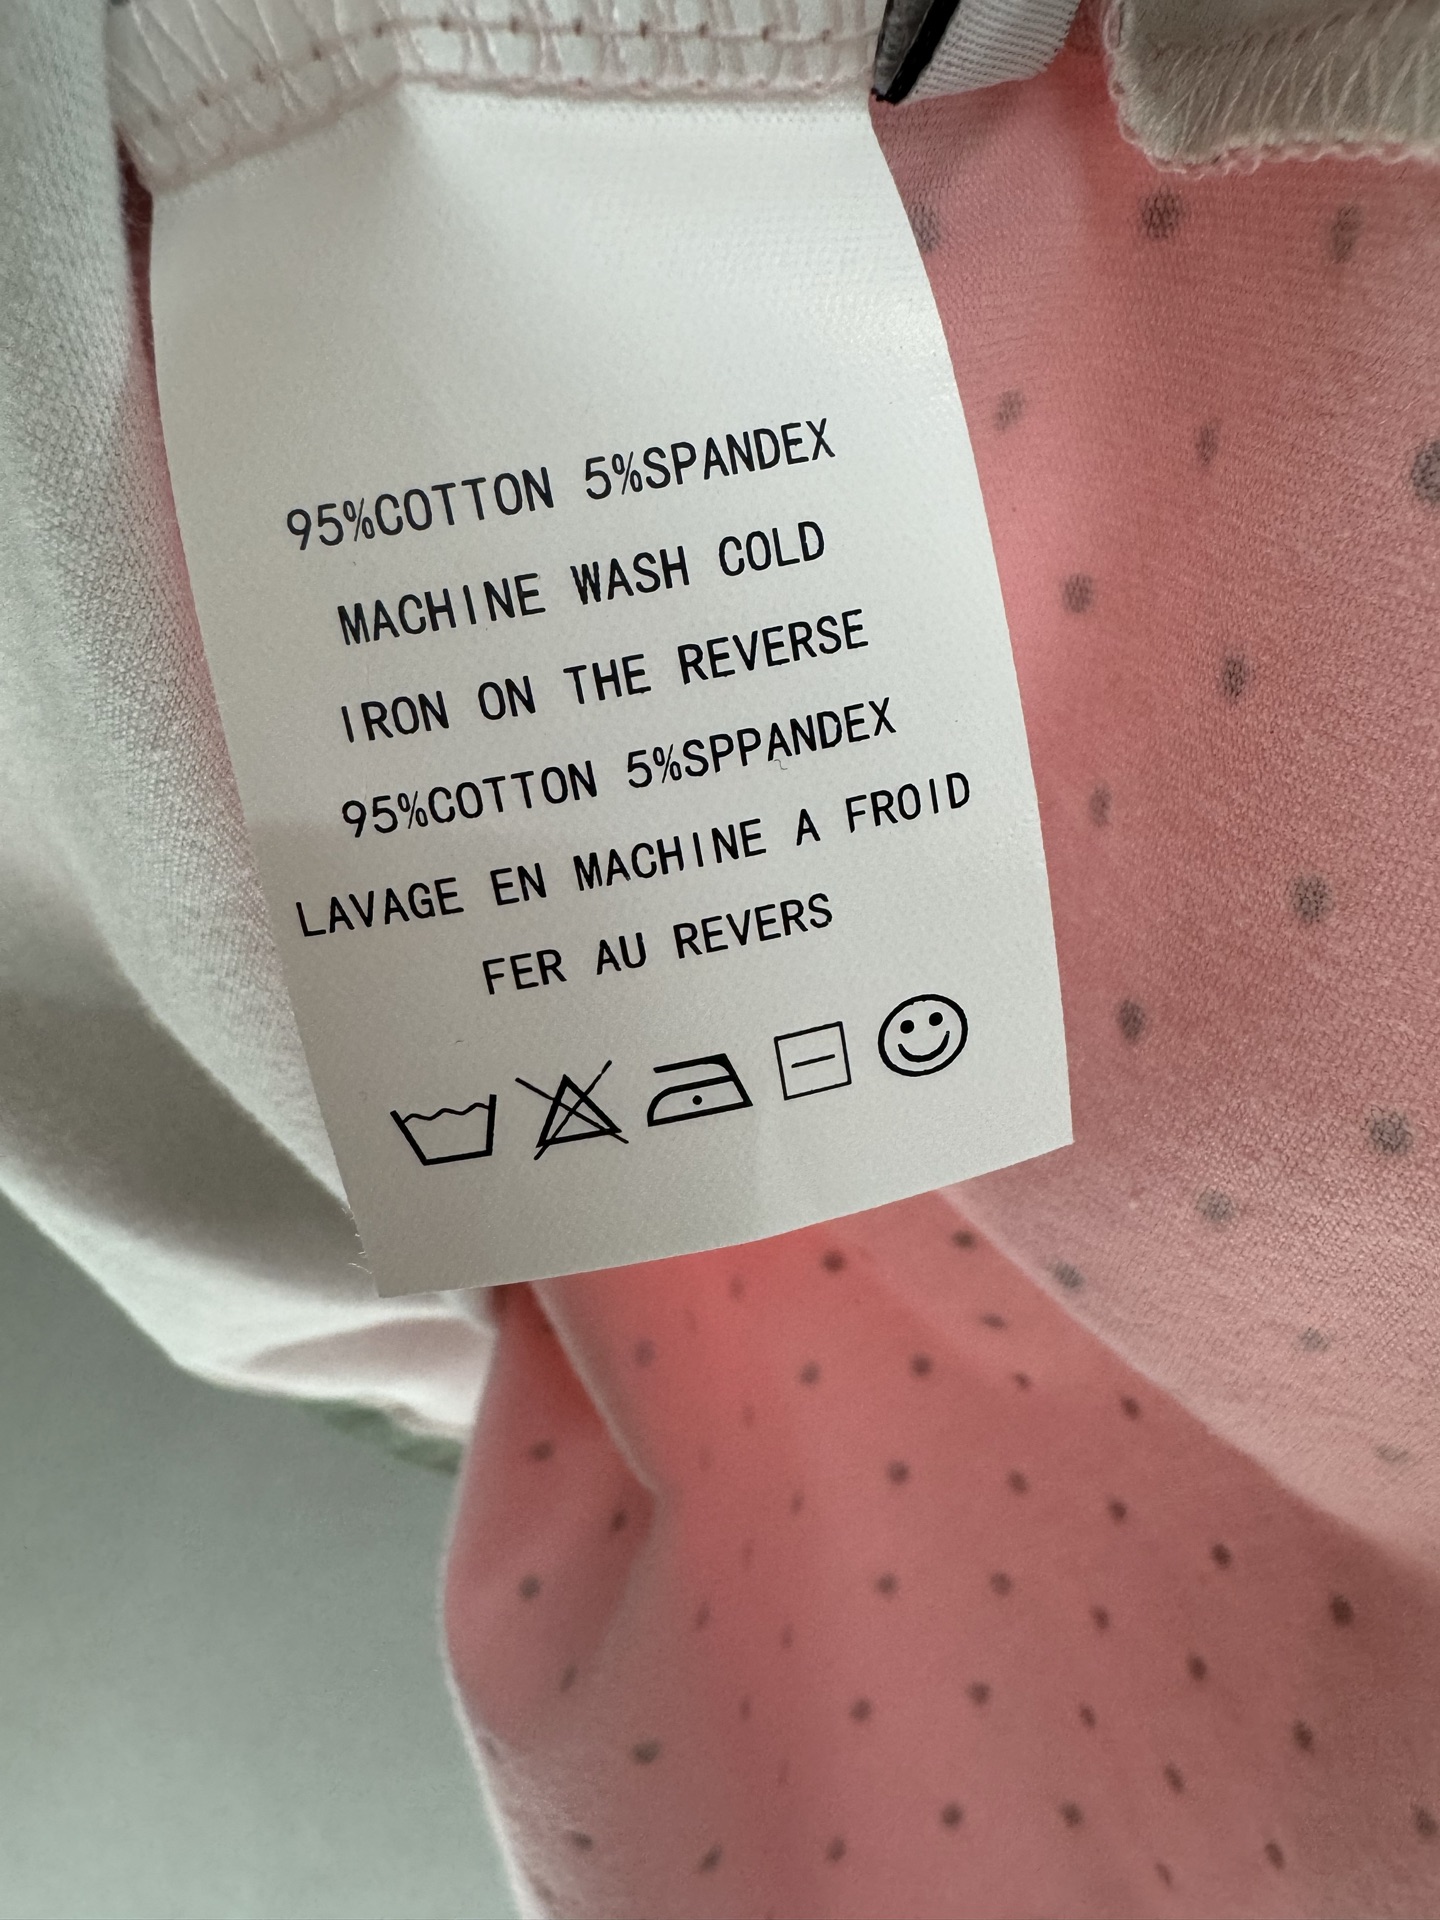 95%COTTON 5%SPANDEX
MACHINE WASH COLD
IRON ON THE REVERSE
95%COTTON 5%SPPANDEX
LAVAGE EN MACHINE A FROID
FER AU REVERS